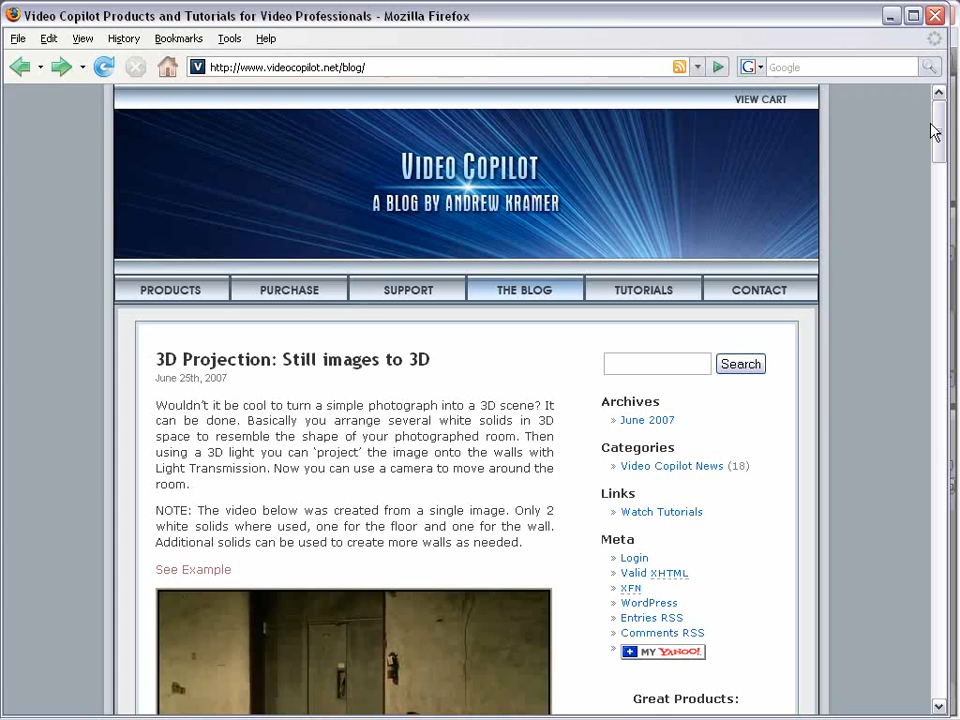 Video Copilot Products and Tutorials for Video Professionals - Mozilla Firefox
File Edit View History Bookmarks Tools Help
http://www.videocopilot.net/blog/
Google
VIEW CART
VIDEO COPILOT
A BLOG BY ANDREW KRAMER
PRODUCTS PURCHASE SUPPORT THE BLOG TUTORIALS CONTACT
3D Projection: Still images to 3D
June 25th, 2007
Wouldn't it be cool to turn a simple photograph into a 3D scene? It
can be done. Basically you arrange several white solids in 3D
space to resemble the shape of your photographed room. Then
using a 3D light you can 'project' the image onto the walls with
Light Transmission. Now you can use a camera to move around the
room.
NOTE: The video below was created from a single image. Only 2
white solids where used, one for the floor and one for the wall.
Additional solids can be used to create more walls as needed.
See Example
Search
Archives
» June 2007
Categories
» Video Copilot News (18)
Links
» Watch Tutorials
Meta
» Login
» Valid XHTML
» XFN
» WordPress
» Entries RSS
» Comments RSS
» MY YAHOO!
Great Products: